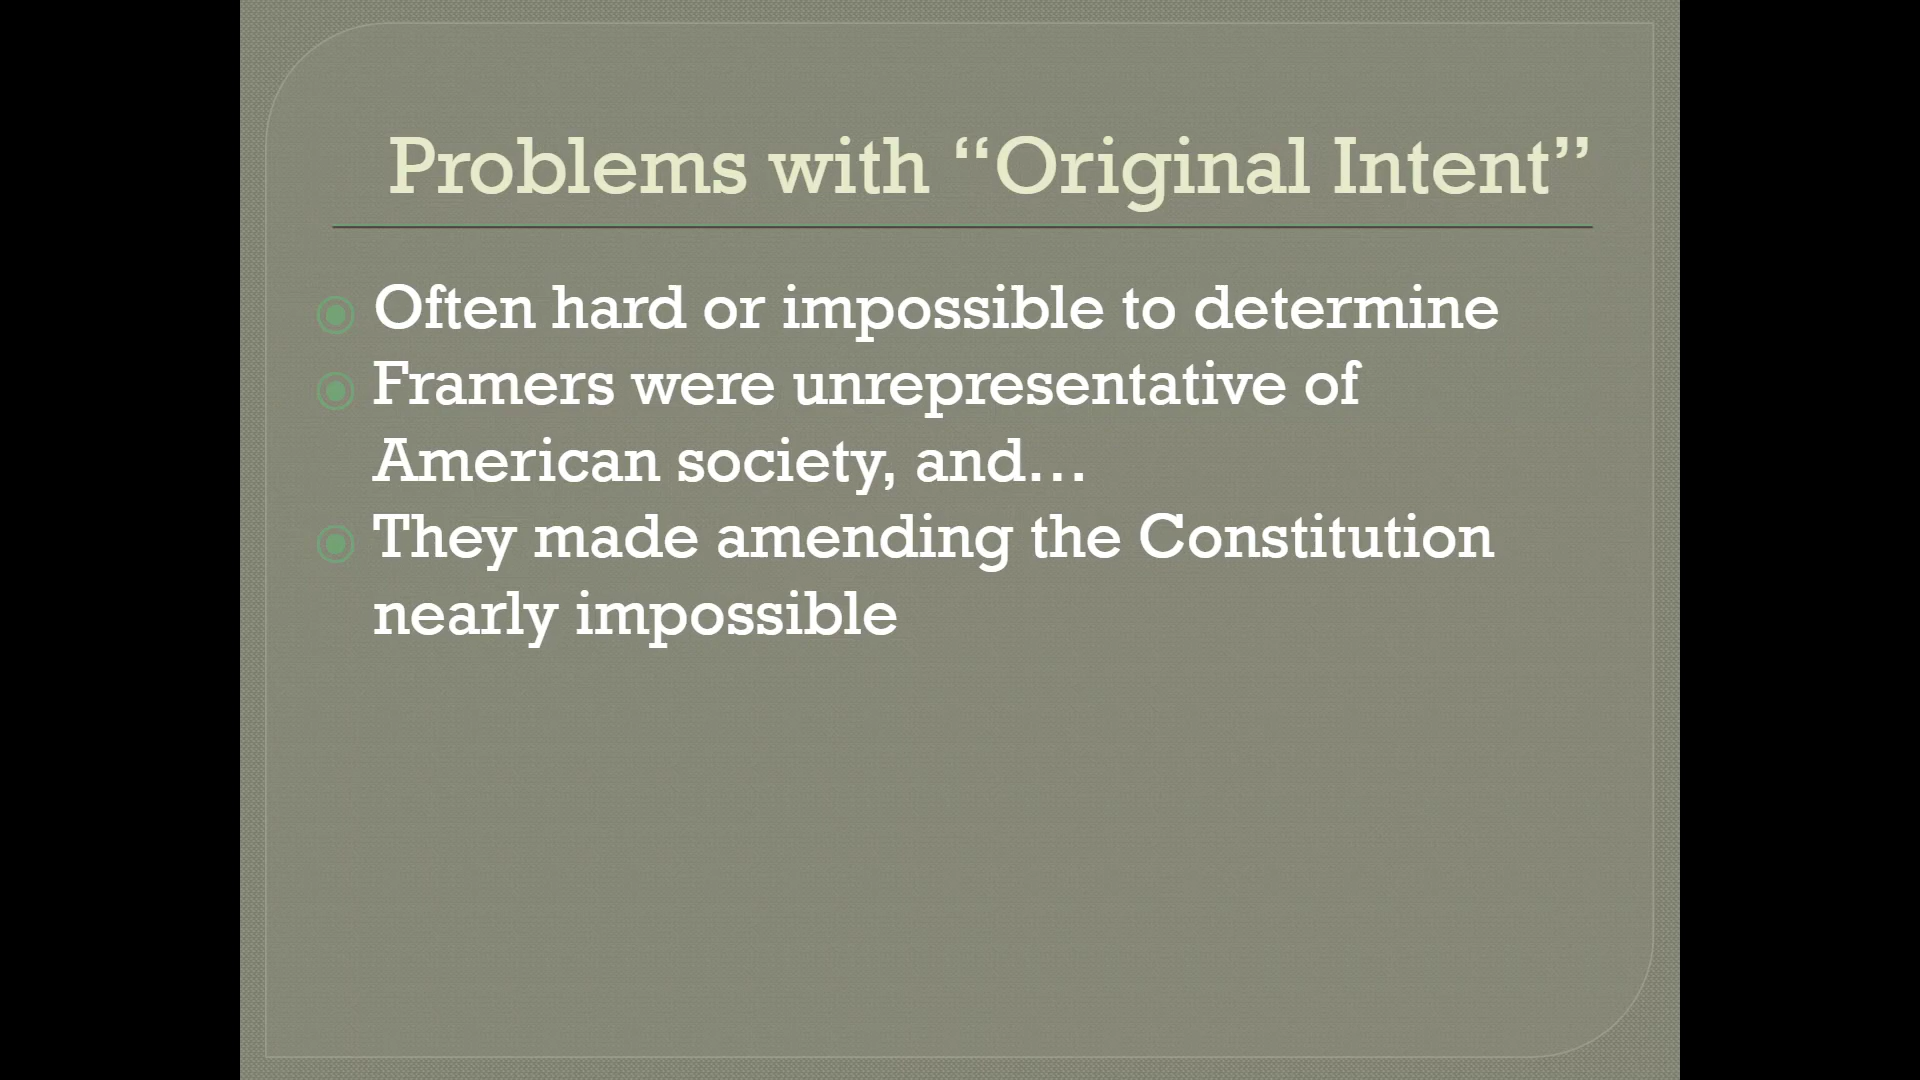 Problems with “Original Intent”
Often hard or impossible to determine
Framers were unrepresentative of
American society, and…
They made amending the Constitution
nearly impossible